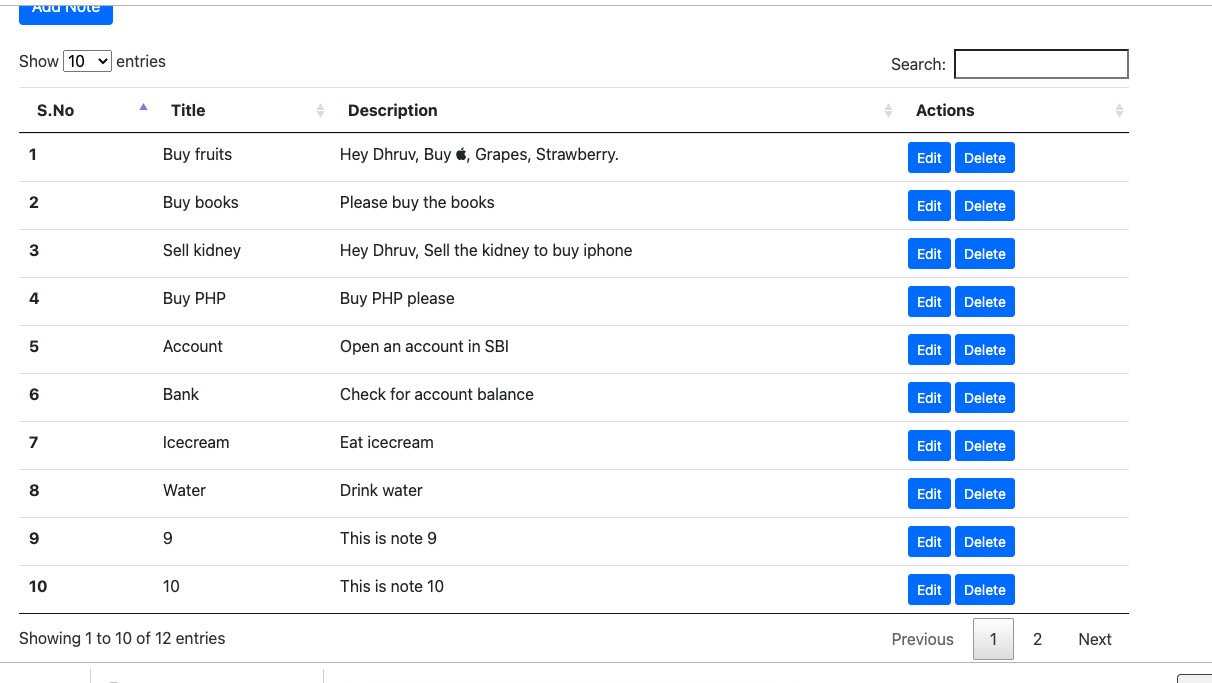 Add Note
Show 10 entries Search:
S.No Title Description Actions
1 Buy fruits Hey Dhruv, Buy , Grapes, Strawberry. Edit Delete
2 Buy books Please buy the books Edit Delete
3 Sell kidney Hey Dhruv, Sell the kidney to buy iphone Edit Delete
4 Buy PHP Buy PHP please Edit Delete
5 Account Open an account in SBI Edit Delete
6 Bank Check for account balance Edit Delete
7 Icecream Eat icecream Edit Delete
8 Water Drink water Edit Delete
9 9 This is note 9 Edit Delete
10 10 This is note 10 Edit Delete
Showing 1 to 10 of 12 entries Previous 1 2 Next